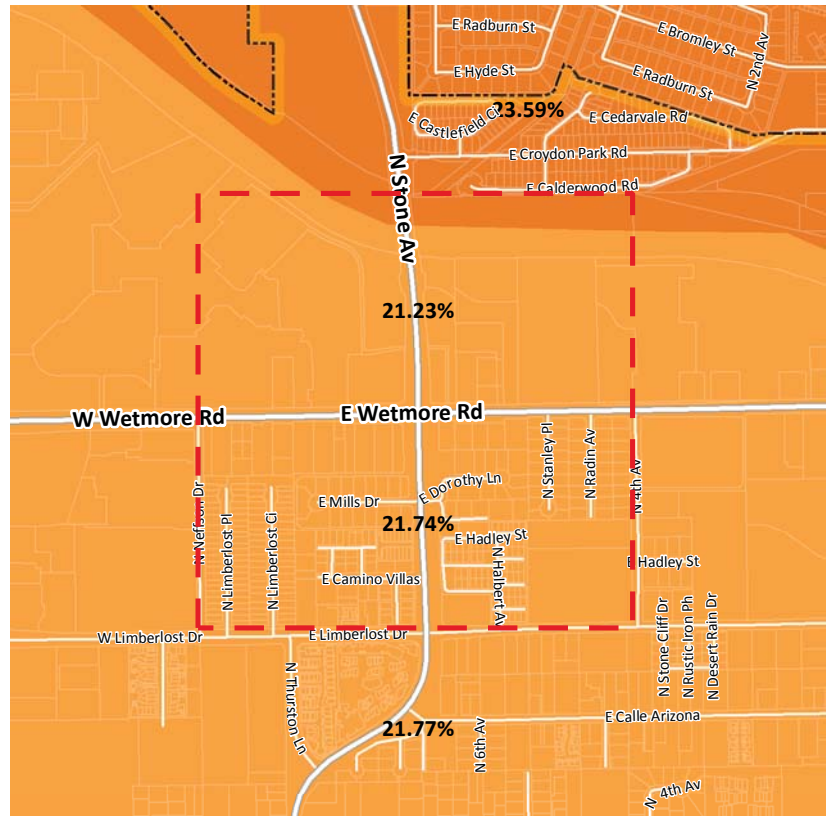 E Radburn St
E Bromley St
N 2nd Av
E Hyde St
E Radburn St
23.59%
E Castlefield Ci
E Cedarvale Rd
E Croydon Park Rd
N Stone Av
E Calderwood Rd
21.23%
W Wetmore Rd
E Wetmore Rd
N Stanley Pl
N Radin Av
N 4th Av
E Dorothy Ln
E Mills Dr
21.74%
N Neffson Dr
N Limberlost Pl
N Limberlost Ci
E Hadley St
N Halbert Av
E Hadley St
E Camino Villas
W Limberlost Dr
E Limberlost Dr
N Stone Cliff Dr
N Rustic Iron Ph
N Desert Rain Dr
N Thurston Ln
21.77%
N 6th Av
E Calle Arizona
N 4th Av